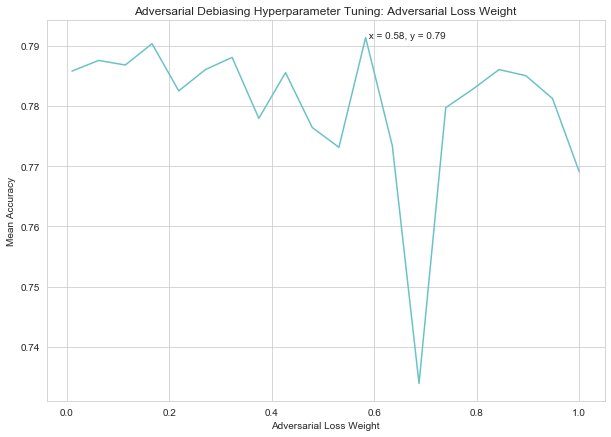 Adversarial Debiasing Hyperparameter Tuning: Adversarial Loss Weight
x = 0.58, y = 0.79
0.79
0.78
0.77
0.76
0.75
0.74
Mean Accuracy
0.0 0.2 0.4 0.6 0.8 1.0
Adversarial Loss Weight